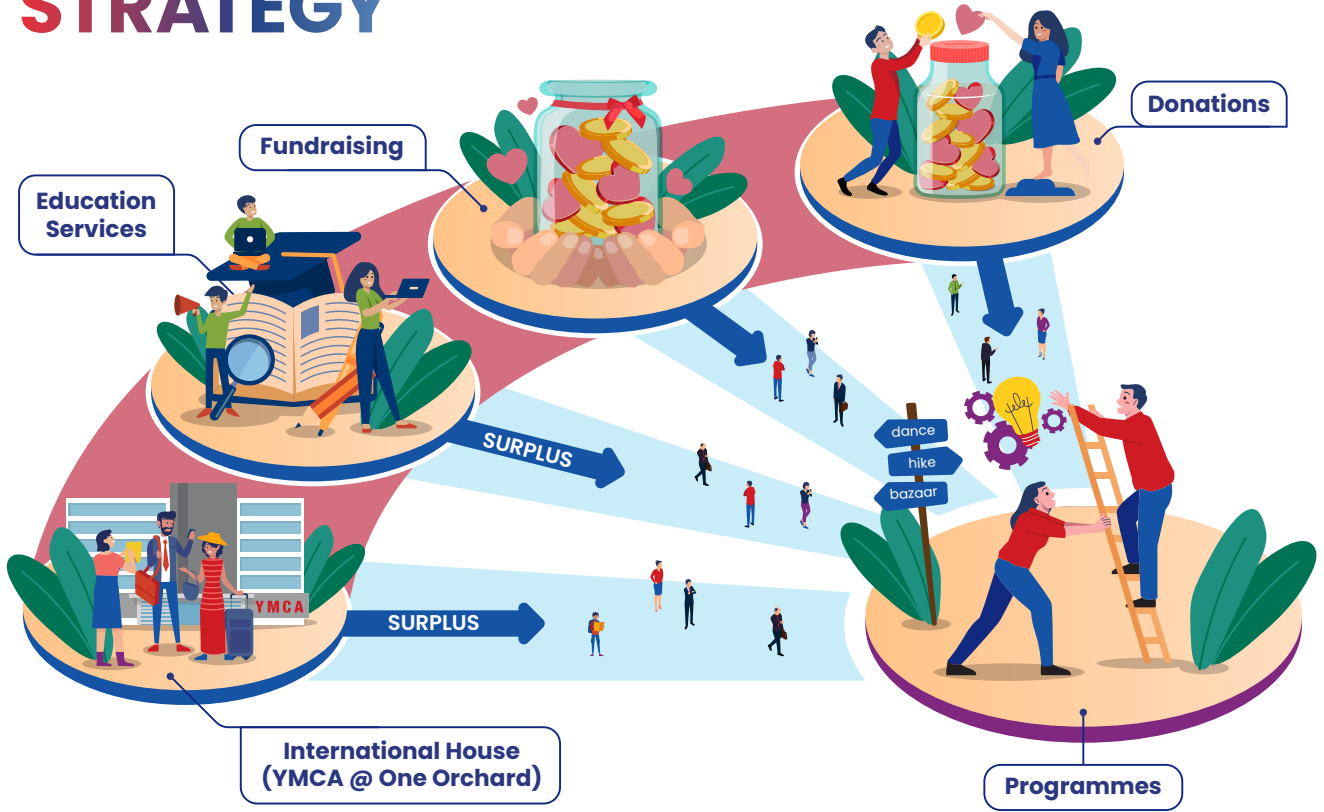 STRATEGY
Donations
Fundraising
Education
Services
SURPLUS
dance
hike
bazaar
YMCA
SURPLUS
International House
(YMCA @ One Orchard)
Programmes